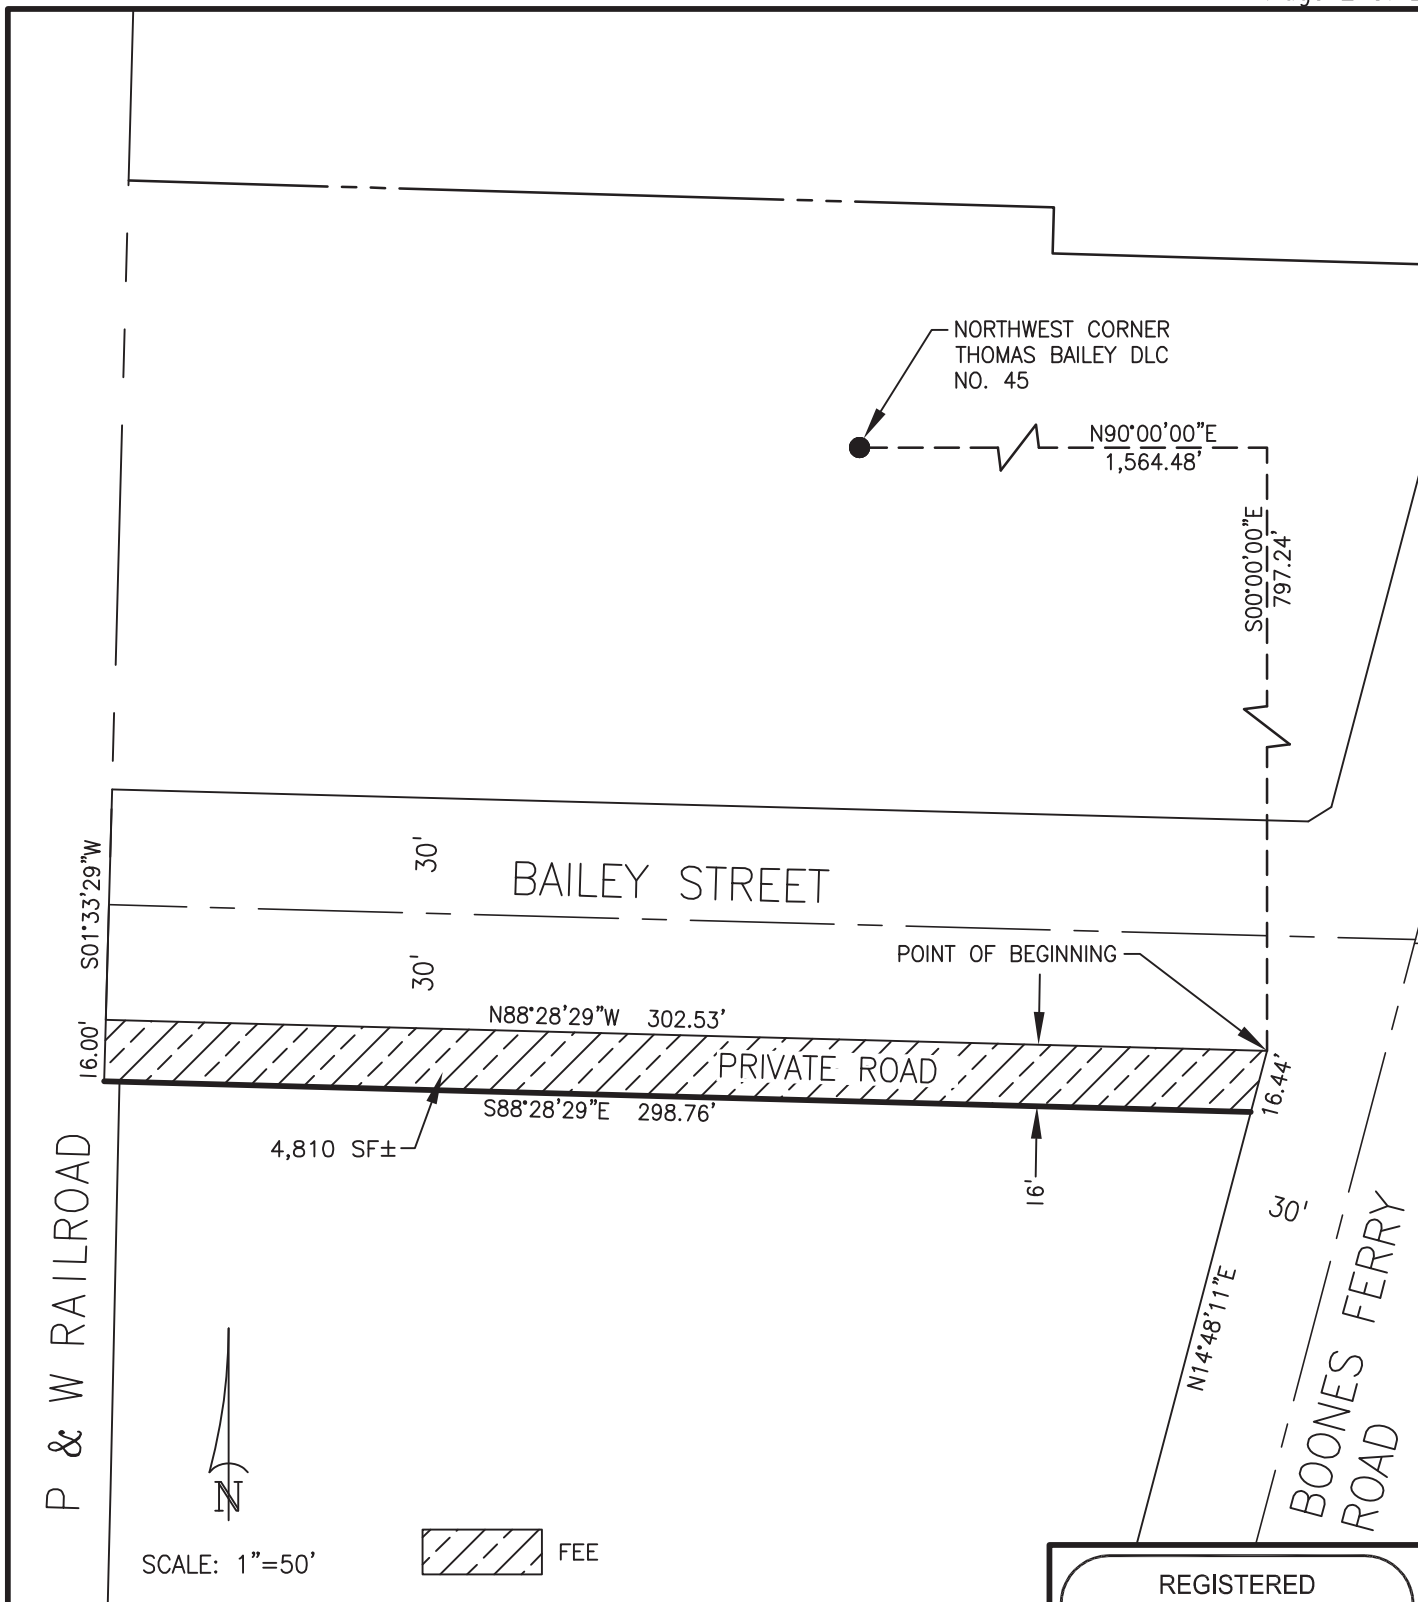 NORTHWEST CORNER
THOMAS BAILEY DLC
NO. 45
N90°00'00"E
1,564.48'
S00°00'00"E
797.24'
S01°33'29"W
30'
BAILEY STREET
30'
POINT OF BEGINNING
N88°28'29"W 302.53'
16.00'
PRIVATE ROAD
16.44'
S88°28'29"E 298.76'
4,810 SF±
16'
30'
P & W RAILROAD
N14°48'11"E
BOONES FERRY
ROAD
N
SCALE: 1"=50'
FEE
REGISTERED